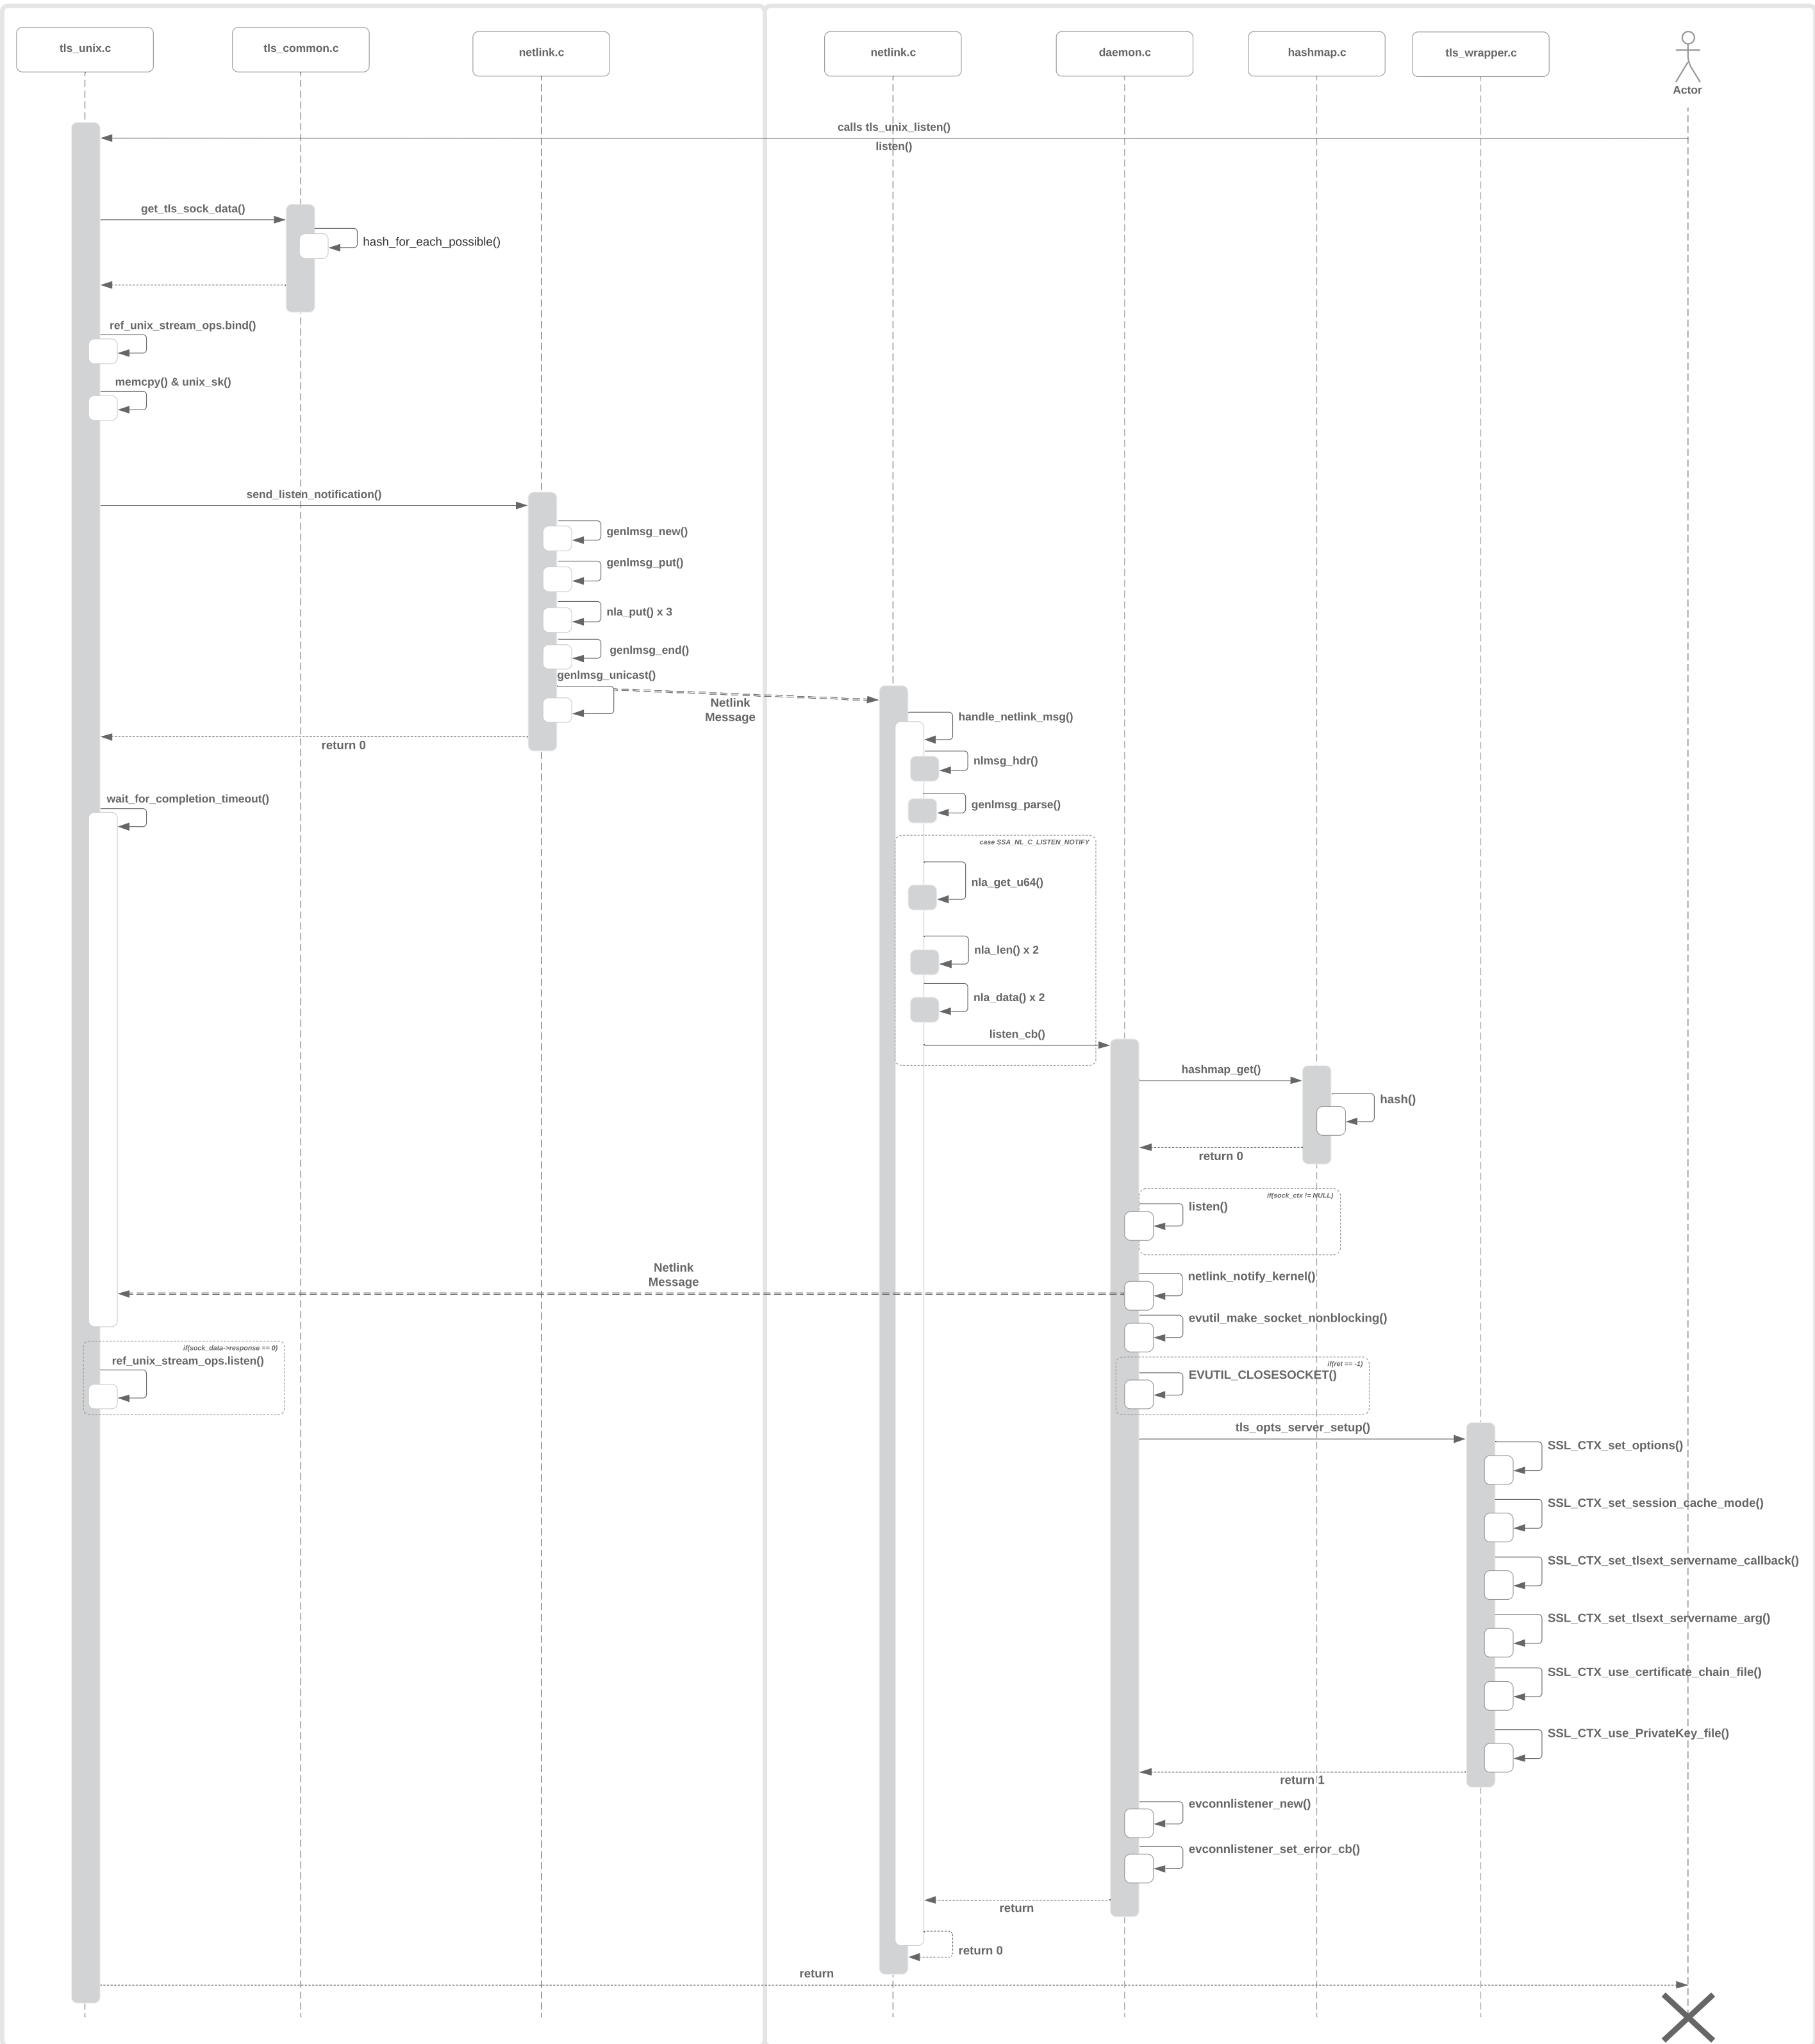 tls_unix.c
tls_common.c
netlink.c
netlink.c
daemon.c
hashmap.c
tls_wrapper.c
Actor
calls tls_unix_listen()
listen()
get_tls_sock_data()
hash_for_each_possible()
ref_unix_stream_ops.bind()
memcpy() & unix_sk()
send_listen_notification()
genlmsg_new()
genlmsg_put()
nla_put() x 3
genlmsg_end()
genlmsg_unicast()
Netlink
Message
handle_netlink_msg()
return 0
nlmsg_hdr()
wait_for_completion_timeout()
genlmsg_parse()
case SSA_NL_C_LISTEN_NOTIFY
nla_get_u64()
nla_len() x 2
nla_data() x 2
listen_cb()
hashmap_get()
hash()
return 0
if(sock_ctx != NULL)
listen()
Netlink
Message
netlink_notify_kernel()
evutil_make_socket_nonblocking()
if(sock_data->response == 0)
ref_unix_stream_ops.listen()
if(ret == -1)
EVUTIL_CLOSESOCKET()
tls_opts_server_setup()
SSL_CTX_set_options()
SSL_CTX_set_session_cache_mode()
SSL_CTX_set_tlsext_servername_callback()
SSL_CTX_set_tlsext_servername_arg()
SSL_CTX_use_certificate_chain_file()
SSL_CTX_use_PrivateKey_file()
return 1
evconnlistener_new()
evconnlistener_set_error_cb()
return
return 0
return